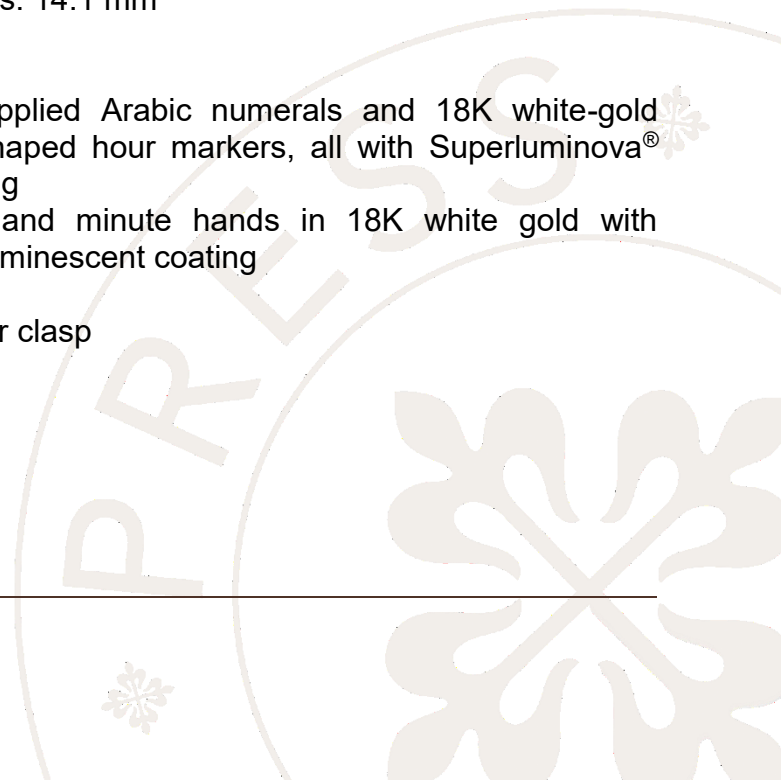 s: 14.1 mm
pplied Arabic numerals and 18K white-gold
haped hour markers, all with Superluminova®
g
and minute hands in 18K white gold with
minescent coating
r clasp
PRESS